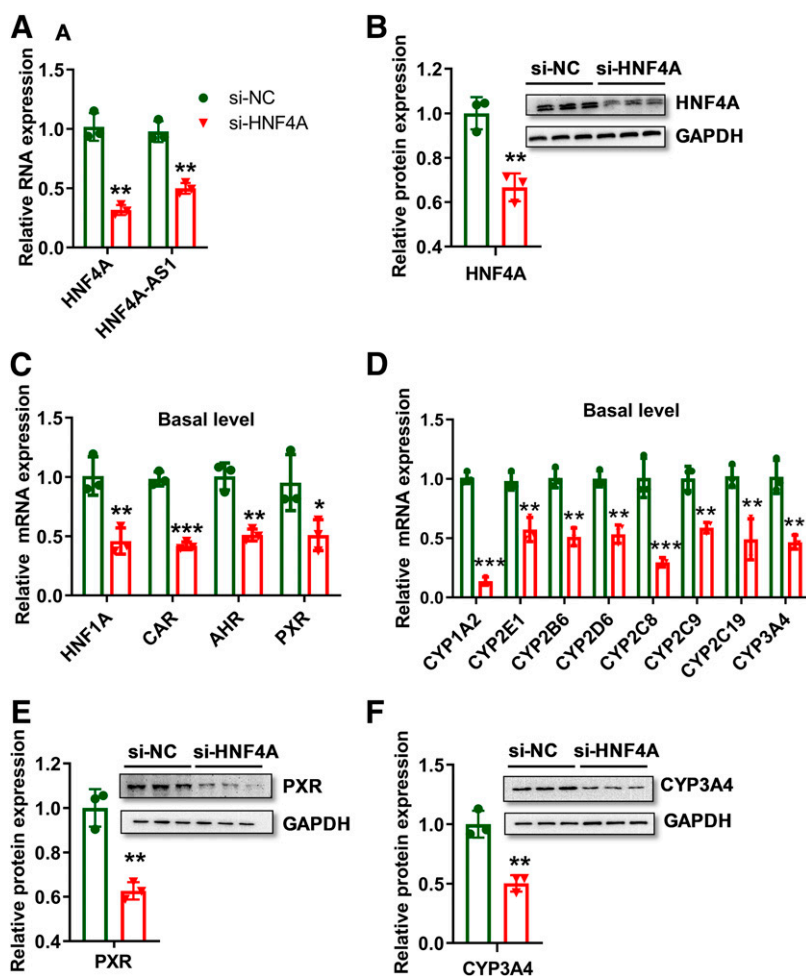 A A
Relative RNA expression
1.5
1.0
0.5
0.0
si-NC
si-HNF4A
**
**
HNF4A
HNF4A-AS1
B
Relative protein expression
1.2
1.0
0.8
0.6
0.4
**
HNF4A
si-NC si-HNF4A
HNF4A
GAPDH
C
Relative mRNA expression
Basal level
1.5
1.0
0.5
0.0
**
***
**
*
HNF1A
CAR
AHR
PXR
D
Relative mRNA expression
Basal level
1.5
1.0
0.5
0.0
***
**
**
**
***
**
**
**
CYP1A2
CYP2E1
CYP2B6
CYP2D6
CYP2C8
CYP2C9
CYP2C19
CYP3A4
E
Relative protein expression
1.2
1.0
0.8
0.6
0.4
**
PXR
si-NC si-HNF4A
PXR
GAPDH
F
Relative protein expression
1.5
1.0
0.5
0.0
**
CYP3A4
si-NC si-HNF4A
CYP3A4
GAPDH